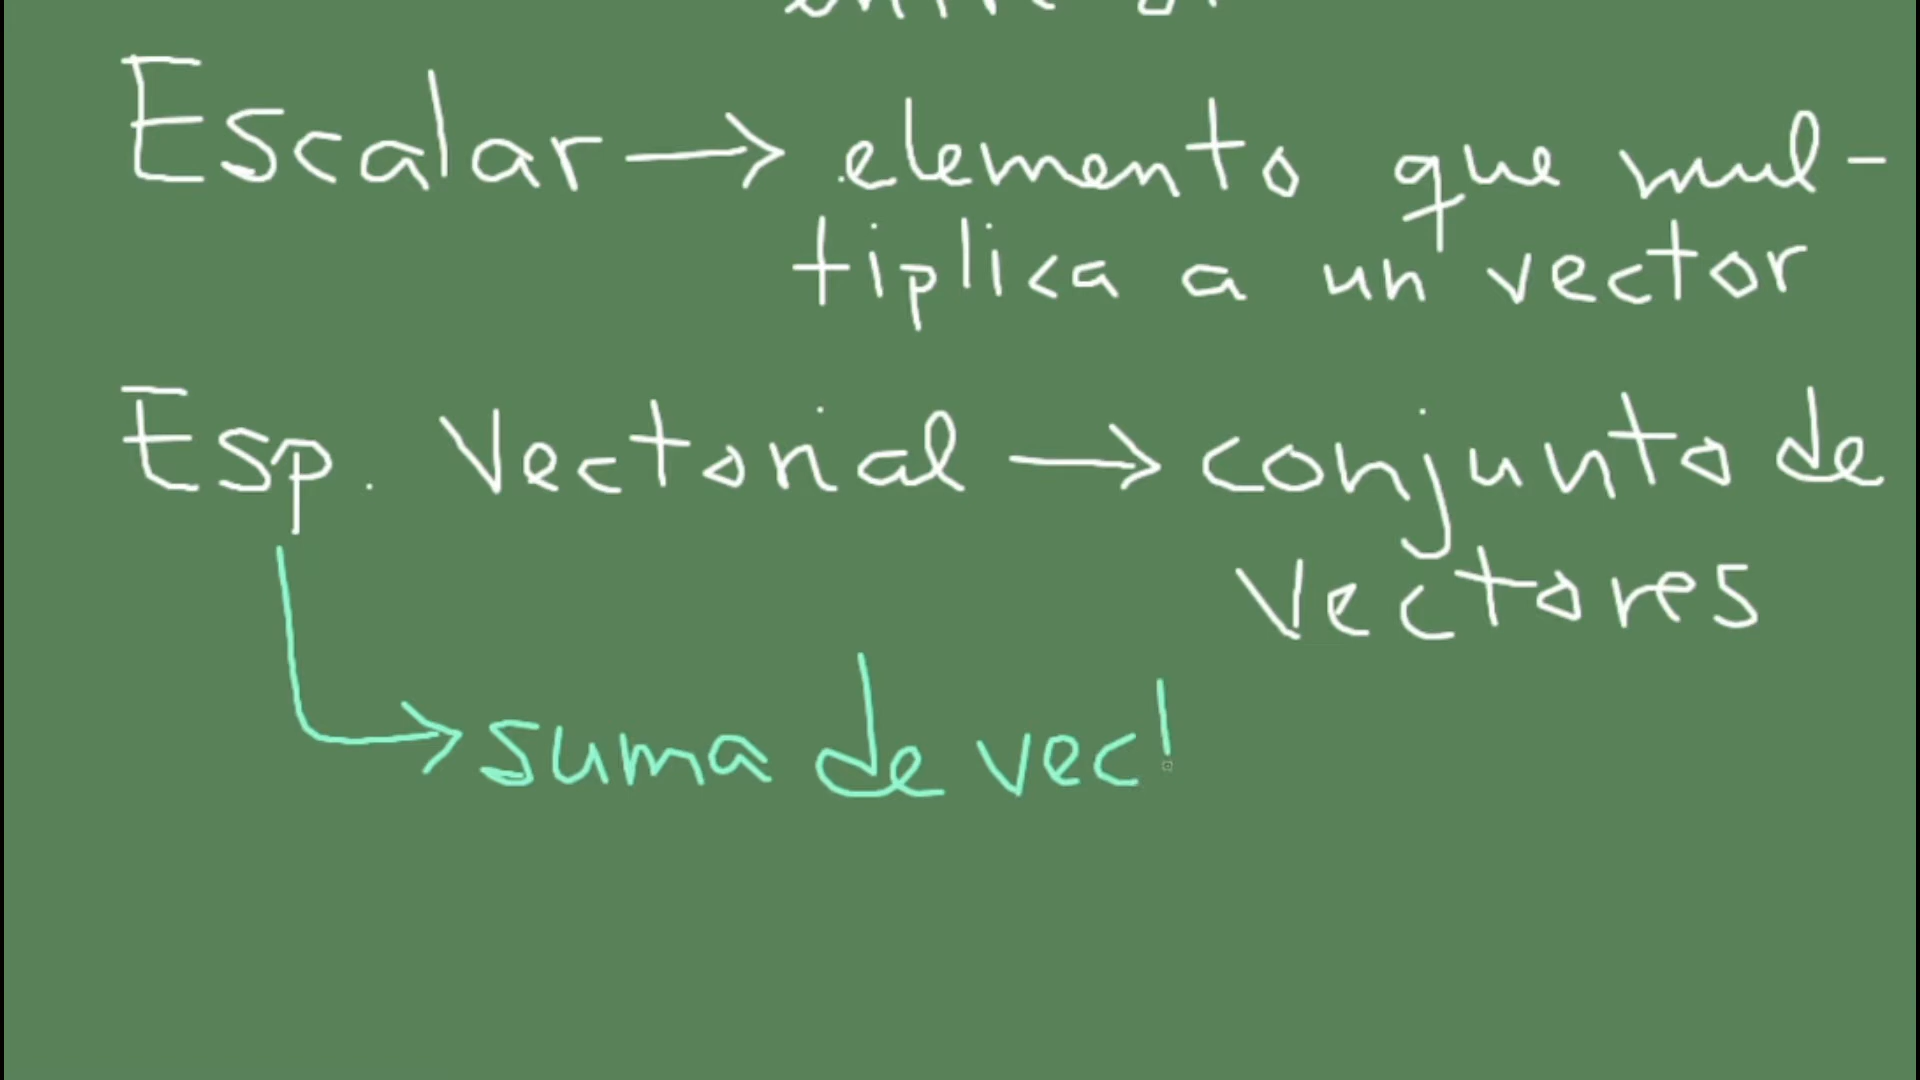 Escalar → elemento que mul-
tiplica a un vector
Esp. Vectorial → conjunto de
Vectores
→ suma de vec